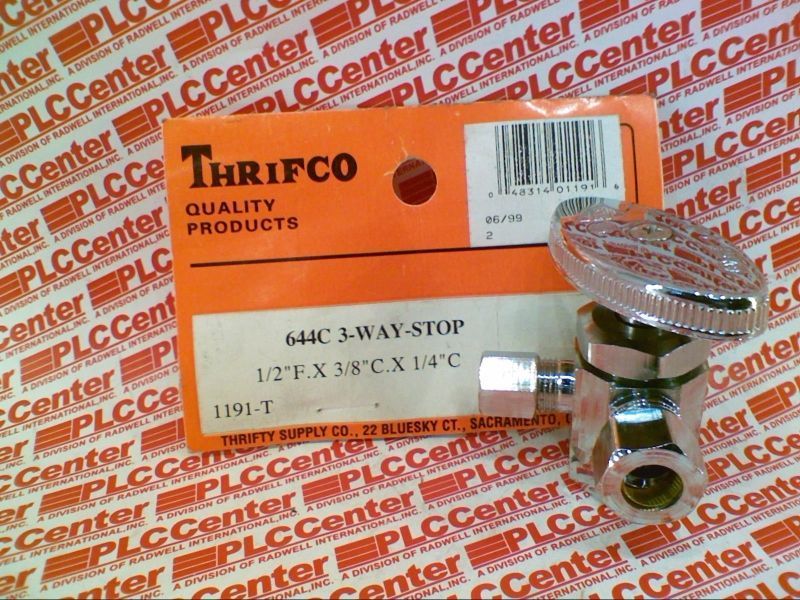 THRIFCO
QUALITY
PRODUCTS
0 48314 01191 6
06/99
2
644C 3-WAY-STOP
1/2"F.X 3/8"C.X 1/4"C
1191-T
THRIFTY SUPPLY CO., 22 BLUESKY CT., SACRAMENTO,
PLCCenter
A DIVISION OF RADWELL INTERNATIONAL, INC.